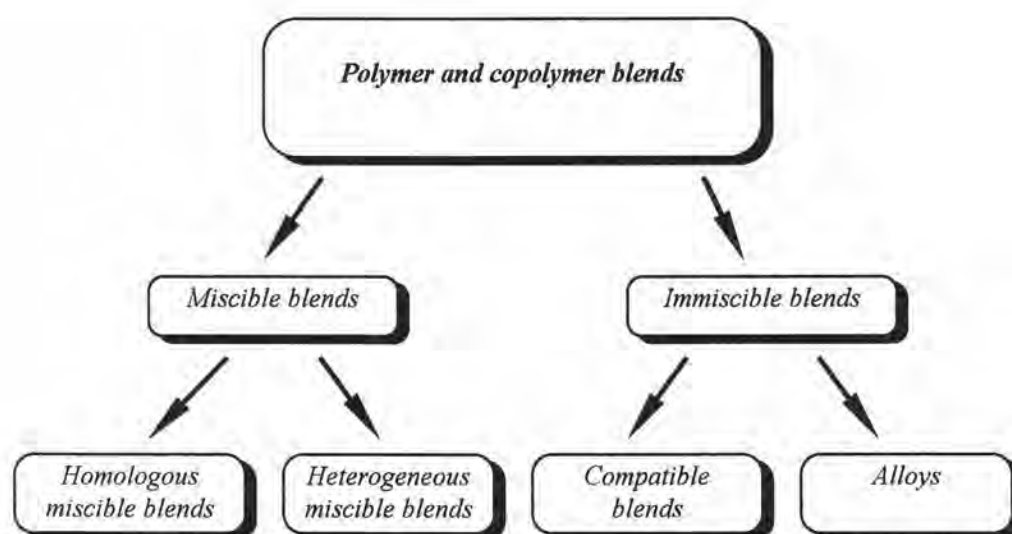 Polymer and copolymer blends
Miscible blends
Immiscible blends
Homologous
miscible blends
Heterogeneous
miscible blends
Compatible
blends
Alloys